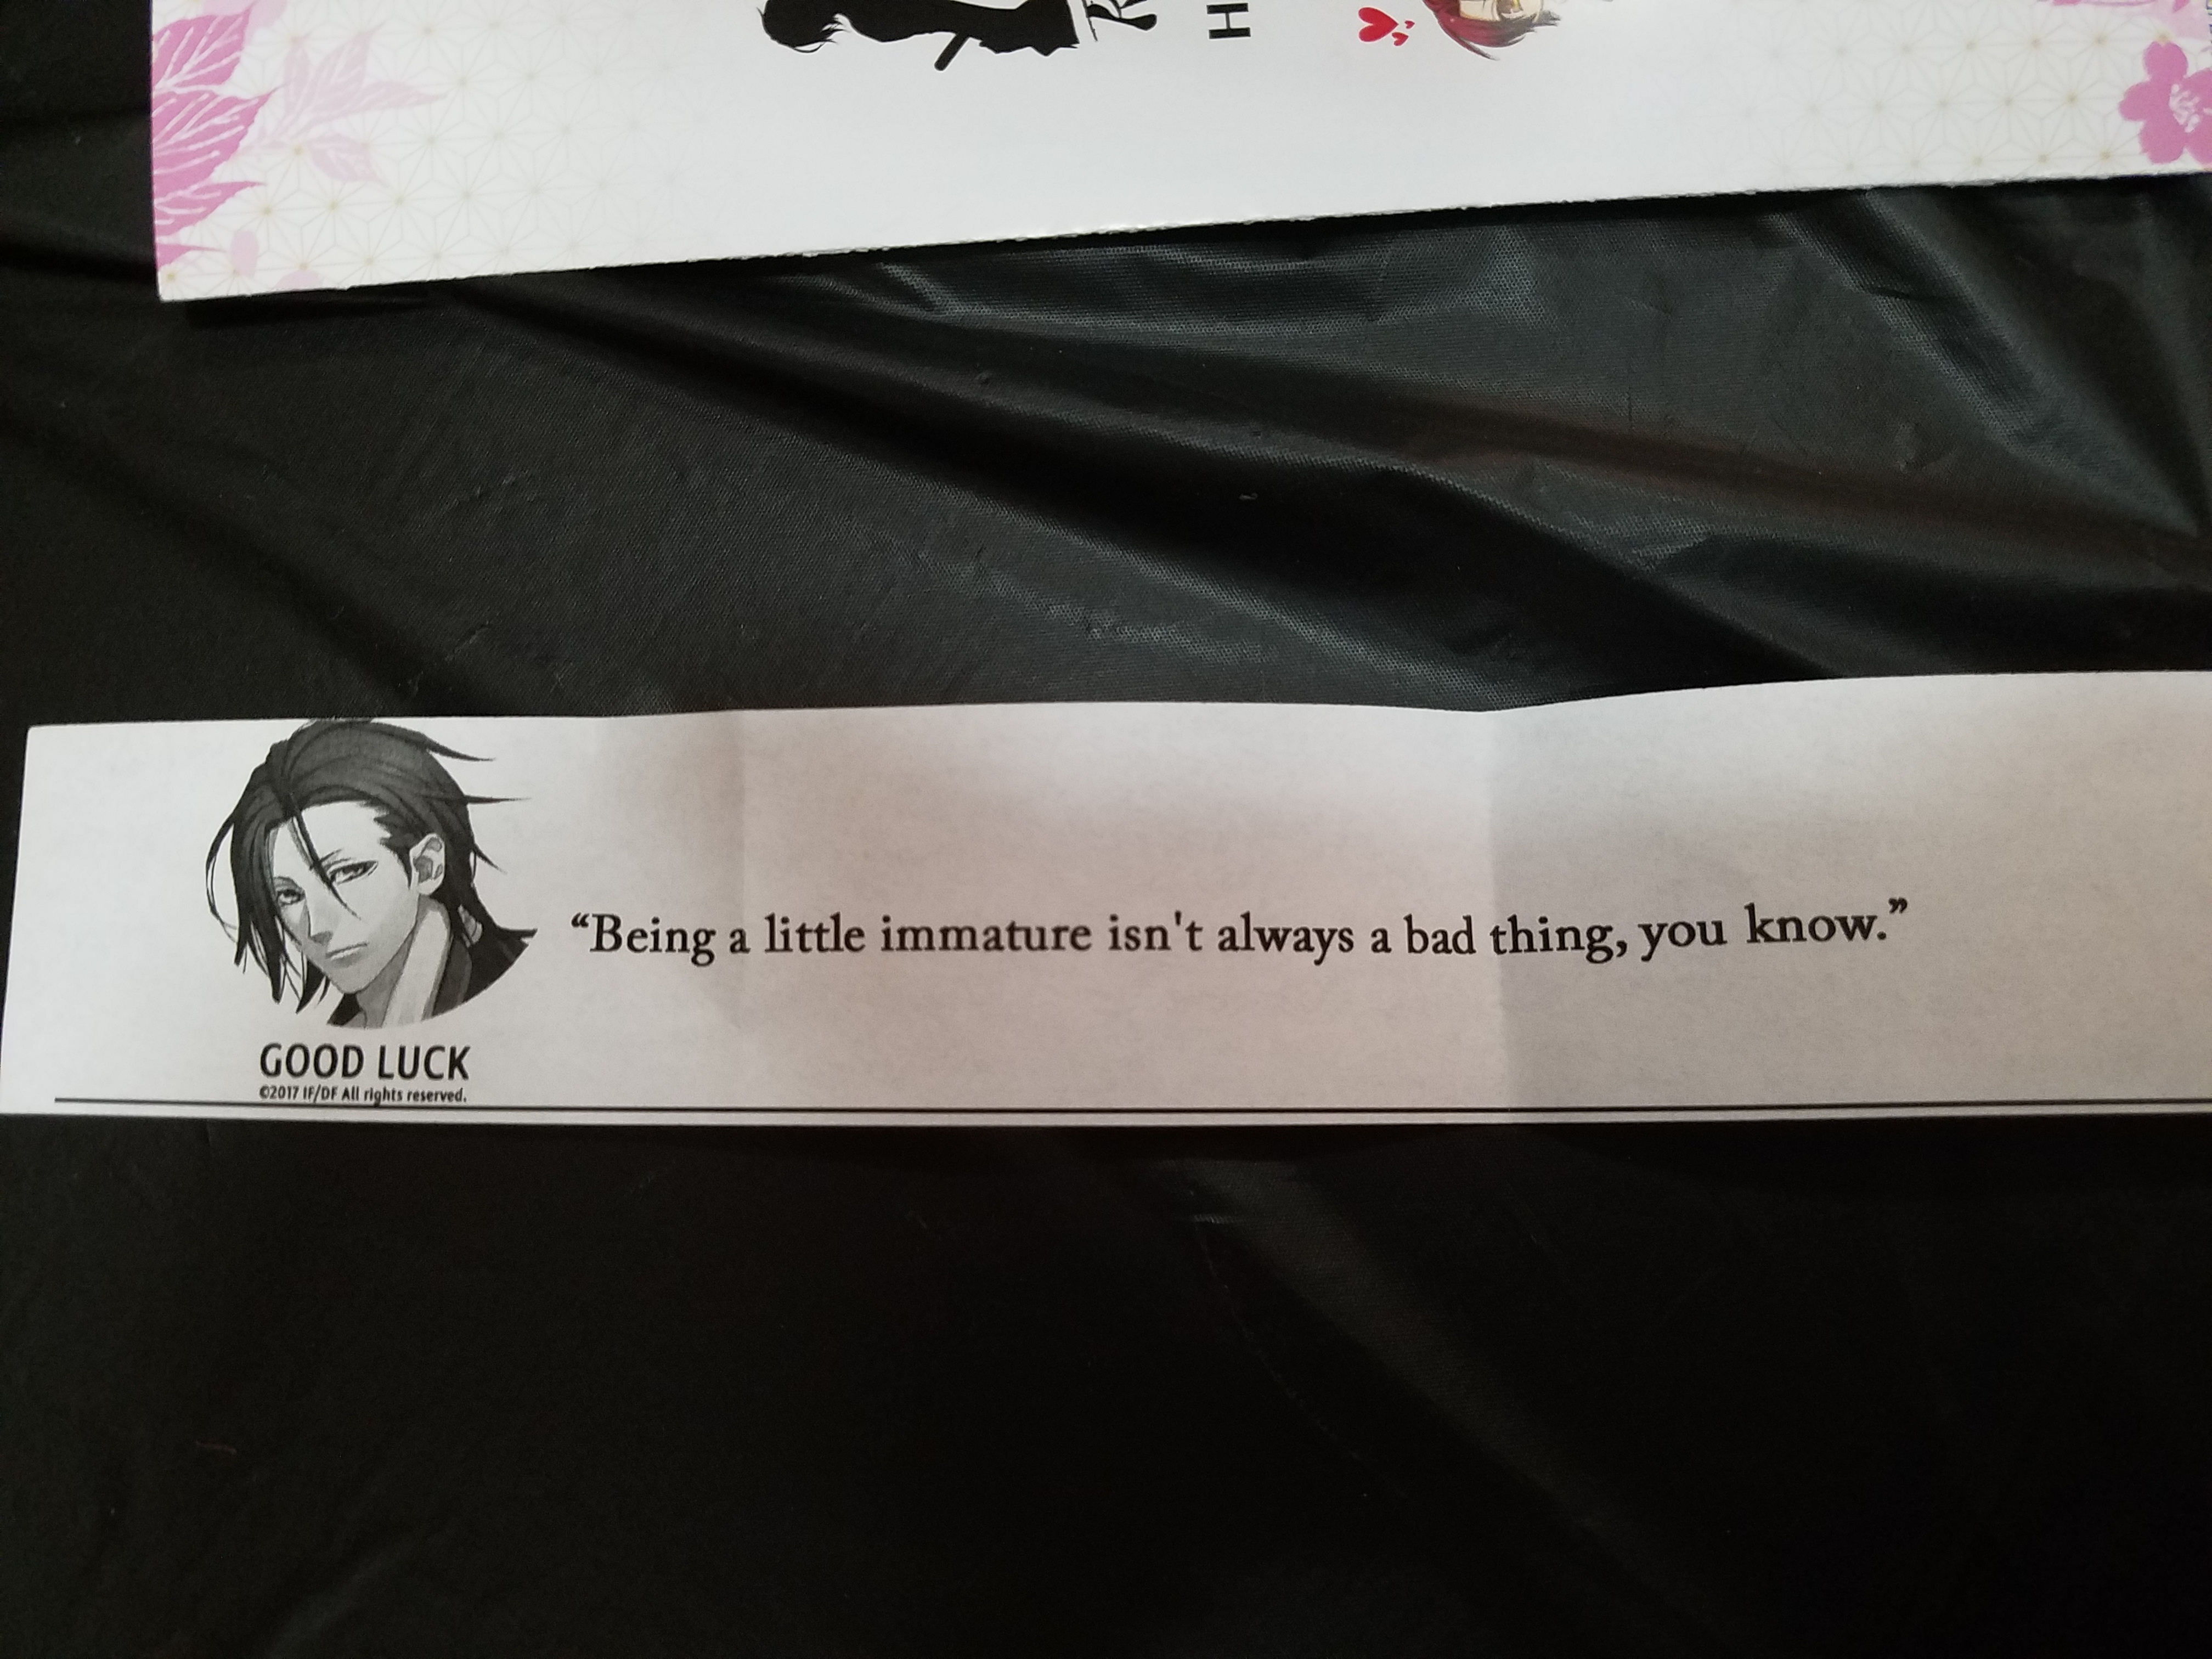 H
“Being a little immature isn't always a bad thing, you know.”
GOOD LUCK
©2017 IF/DF All rights reserved.